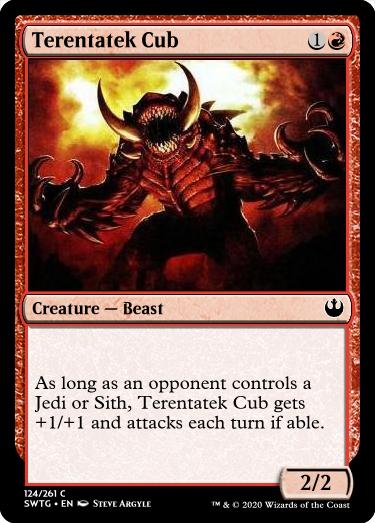 Terentatek Cub 1
Creature — Beast
As long as an opponent controls a
Jedi or Sith, Terentatek Cub gets
+1/+1 and attacks each turn if able.
2/2
124/261 C
SWTG • EN Steve Argyle
™ & © 2020 Wizards of the Coast